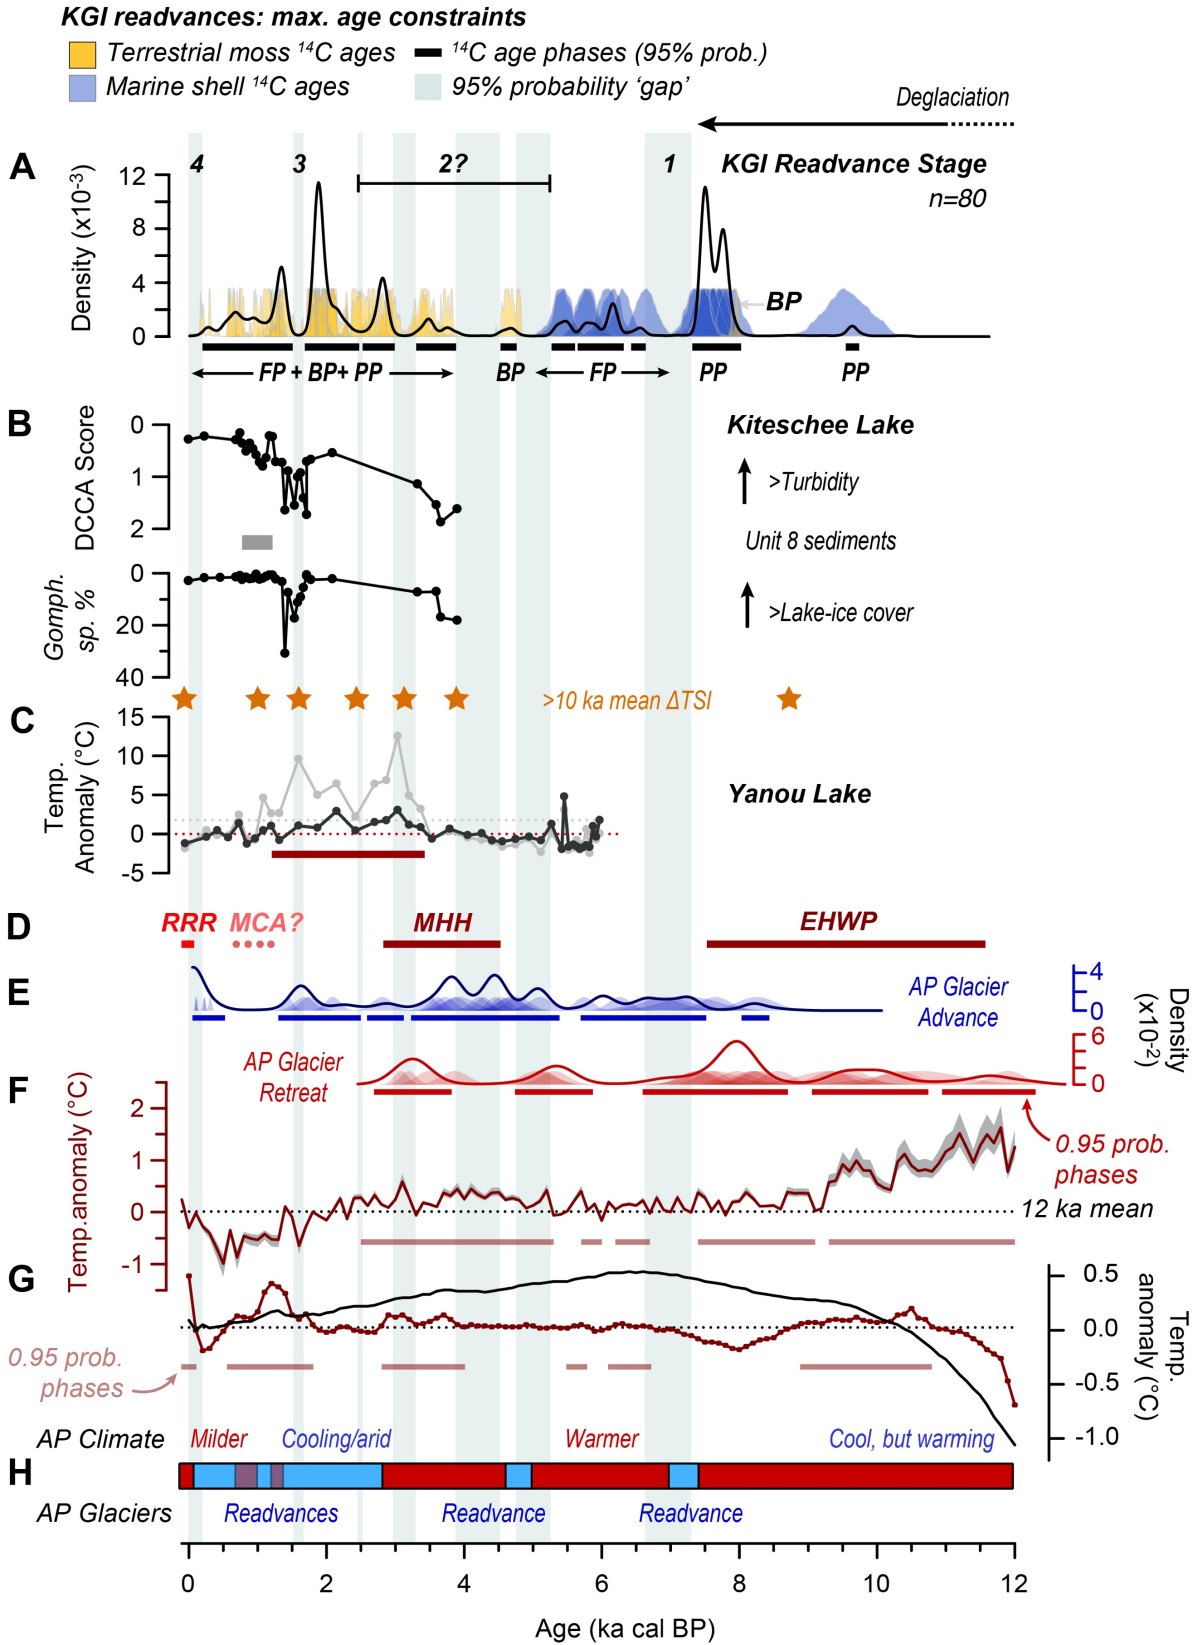 KGI readvances: max. age constraints
Terrestrial moss ¹⁴C ages
¹⁴C age phases (95% prob.)
Marine shell ¹⁴C ages
95% probability ‘gap’
Deglaciation
A
4
3
2?
1
KGI Readvance Stage
n=80
Density (x10⁻³)
12
8
4
0
BP
FP + BP+ PP
BP
FP
PP
PP
B
Kiteschee Lake
DCCA Score
0
1
2
>Turbidity
Unit 8 sediments
Gomph. sp. %
0
20
40
>Lake-ice cover
>10 ka mean ΔTSI
C
Temp. Anomaly (°C)
15
10
5
0
-5
Yanou Lake
D
RRR
MCA?
MHH
EHWP
E
AP Glacier
Advance
4
0
Density (x10⁻²)
AP Glacier
Retreat
6
0
F
Temp.anomaly (°C)
2
1
0
-1
0.95 prob.
phases
12 ka mean
G
0.5
0.0
-0.5
-1.0
Temp. anomaly (°C)
0.95 prob.
phases
AP Climate
Milder
Cooling/arid
Warmer
Cool, but warming
H
AP Glaciers
Readvances
Readvance
Readvance
0
2
4
6
8
10
12
Age (ka cal BP)